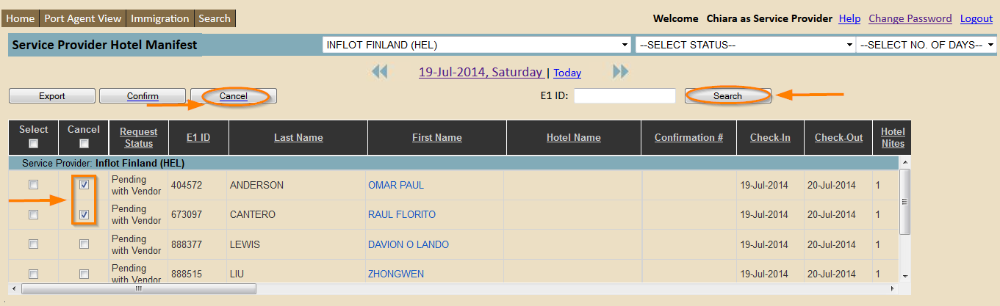 Home Port Agent View Immigration Search Welcome Chiara as Service Provider Help Change Password Logout
Service Provider Hotel Manifest INFLOT FINLAND (HEL) --SELECT STATUS-- --SELECT NO. OF DAYS--
19-Jul-2014, Saturday | Today
Export Confirm Cancel E1 ID: Search
Select Cancel Request Status E1 ID Last Name First Name Hotel Name Confirmation # Check-In Check-Out Hotel Nites
Service Provider: Inflot Finland (HEL)
Pending with Vendor 404572 ANDERSON OMAR PAUL 19-Jul-2014 20-Jul-2014 1
Pending with Vendor 673097 CANTERO RAUL FLORITO 19-Jul-2014 20-Jul-2014 1
Pending with Vendor 888377 LEWIS DAVION O LANDO 19-Jul-2014 20-Jul-2014 1
Pending with Vendor 888515 LIU ZHONGWEN 19-Jul-2014 20-Jul-2014 1